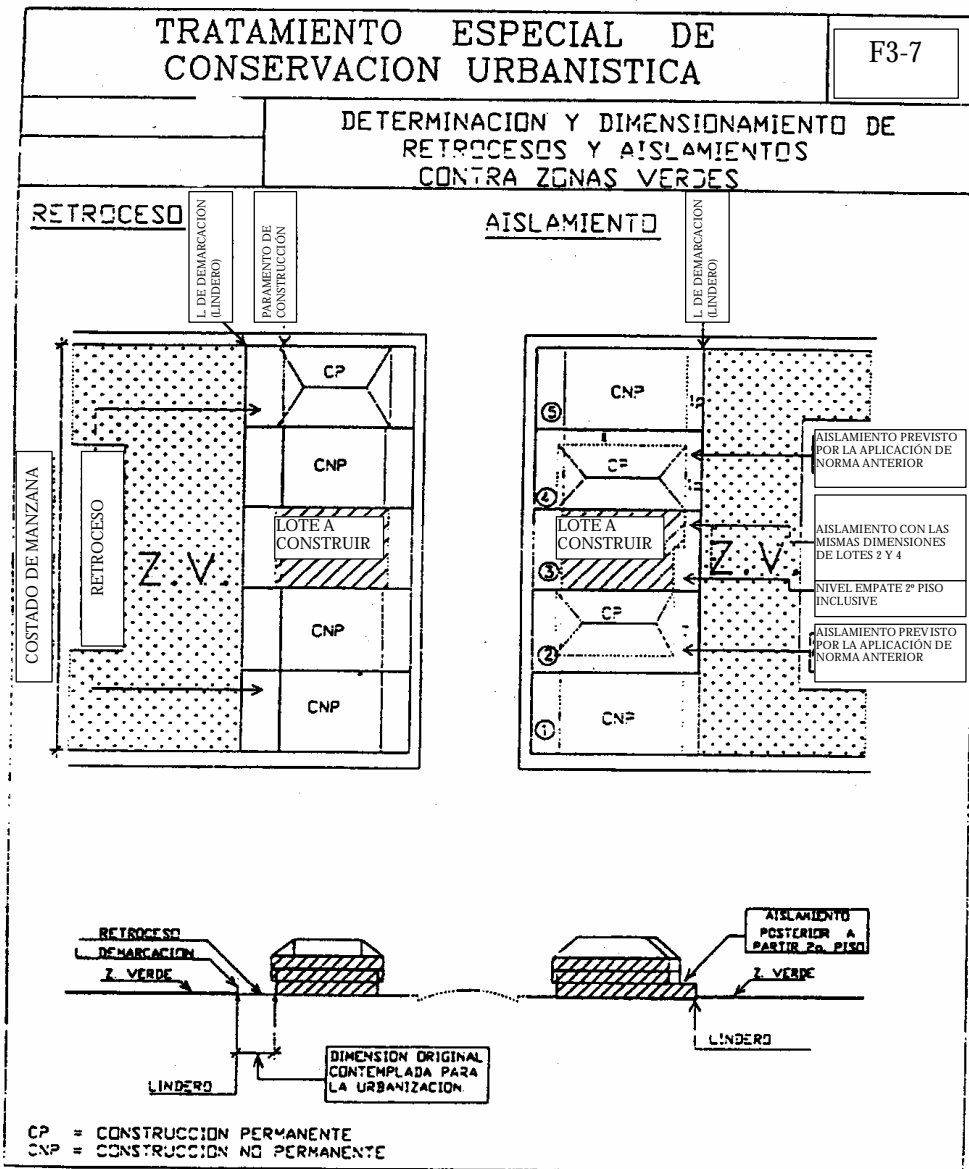 TRATAMIENTO ESPECIAL DE
CONSERVACION URBANISTICA
F3-7
DETERMINACION Y DIMENSIONAMIENTO DE
RETROCESOS Y AISLAMIENTOS
CONTRA ZONAS VERDES
RETROCESO
L DE DEMARCACION
(LINDERO)
PARAMENTO DE
CONSTRUCCIÓN
COSTADO DE MANZANA
RETROCESO
Z.V.
CP
CNP
LOTE A
CONSTRUIR
CNP
CNP
AISLAMIENTO
L DE DEMARCACION
(LINDERO)
5
CNP
4
CP
3
LOTE A
CONSTRUIR
2
CP
1
CNP
Z.V.
AISLAMIENTO PREVISTO
POR LA APLICACIÓN DE
NORMA ANTERIOR
AISLAMIENTO CON LAS
MISMAS DIMENSIONES
DE LOTES 2 Y 4
NIVEL EMPATE 2º PISO
INCLUSIVE
AISLAMIENTO PREVISTO
POR LA APLICACIÓN DE
NORMA ANTERIOR
RETROCESO
L. DEMARCACION
Z. VERDE
LINDERO
DIMENSION ORIGINAL
CONTEMPLADA PARA
LA URBANIZACION.
AISLAMIENTO
POSTERIOR A
PARTIR 2o. PISO
Z. VERDE
LINDERO
CP = CONSTRUCCION PERMANENTE
CNP = CONSTRUCCION NO PERMANENTE